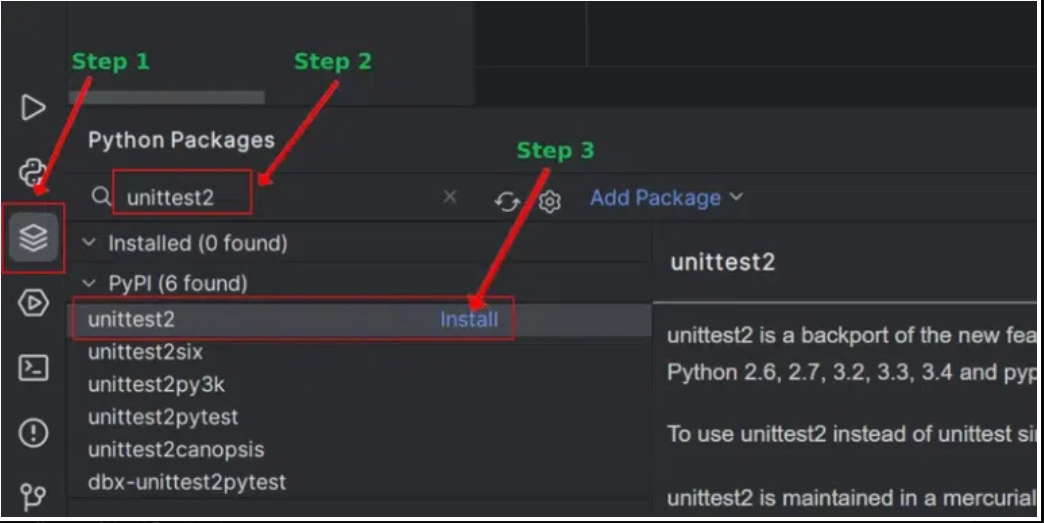 Step 1
Step 2
Python Packages
Step 3
unittest2
Add Package
Installed (0 found)
unittest2
PyPI (6 found)
unittest2 Install
unittest2 is a backport of the new fea
unittest2six
Python 2.6, 2.7, 3.2, 3.3, 3.4 and pyp
unittest2py3k
unittest2pytest
To use unittest2 instead of unittest si
unittest2canopsis
dbx-unittest2pytest
unittest2 is maintained in a mercurial